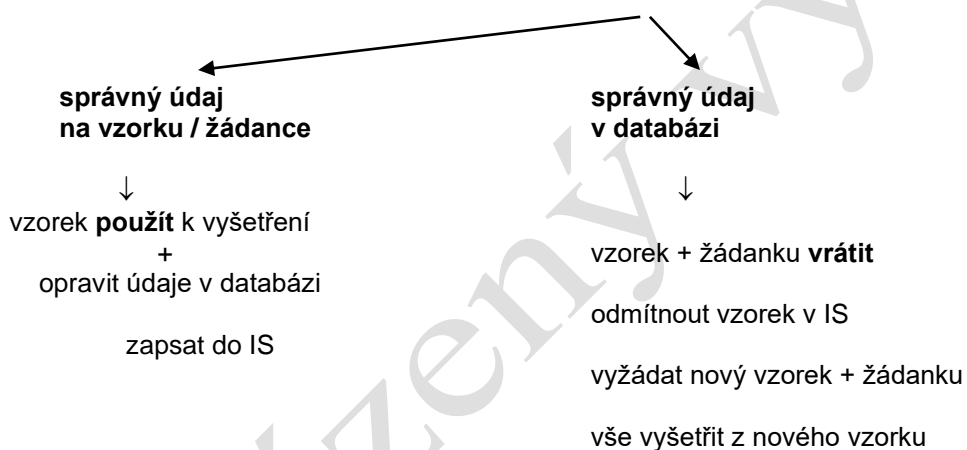 správný údaj
na vzorku / žádance
↓
vzorek použít k vyšetření
+
opravit údaje v databázi
zapsat do IS
správný údaj
v databázi
↓
vzorek + žádanku vrátit
odmítnout vzorek v IS
vyžádat nový vzorek + žádanku
vše vyšetřit z nového vzorku